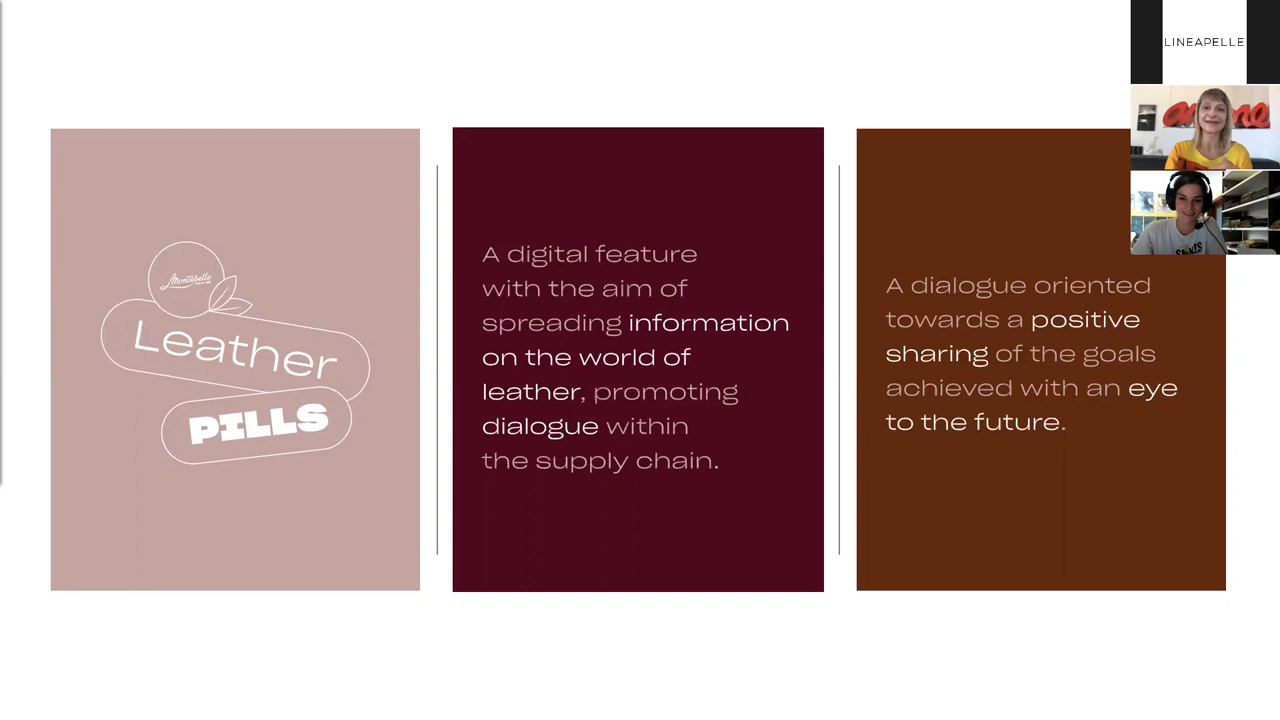 LINEAPELLE
Montebello
Leather
PILLS
A digital feature
with the aim of
spreading information
on the world of
leather, promoting
dialogue within
the supply chain.
A dialogue oriented
towards a positive
sharing of the goals
achieved with an eye
to the future.